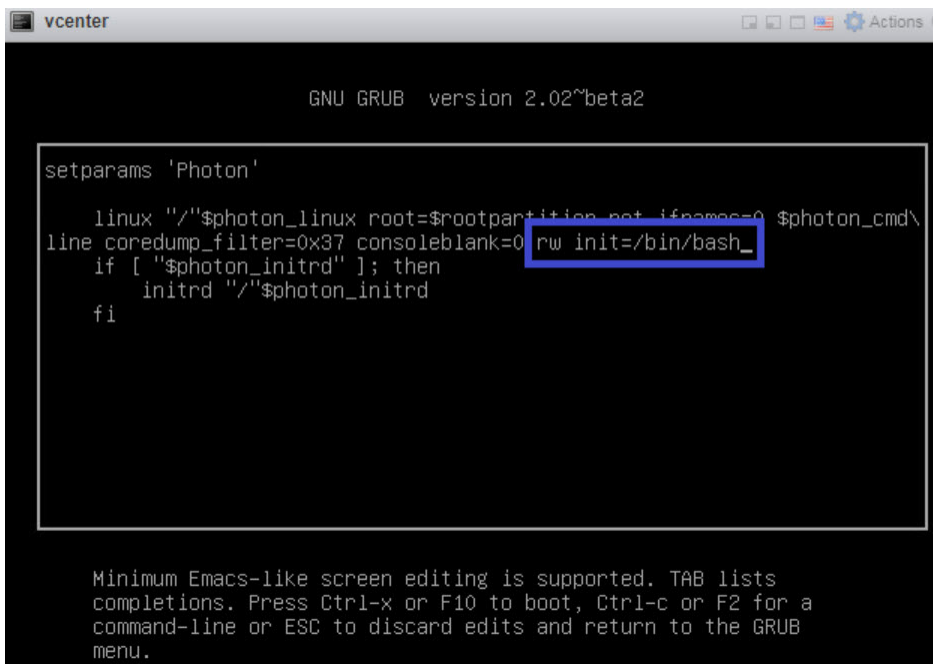 vcenter
Actions
GNU GRUB version 2.02~beta2
setparams 'Photon'
linux "/"$photon_linux root=$rootpartition net.ifnames=0 $photon_cmd\
line coredump_filter=0x37 consoleblank=0 rw init=/bin/bash_
if [ "$photon_initrd" ]; then
initrd "/"$photon_initrd
fi
Minimum Emacs-like screen editing is supported. TAB lists
completions. Press Ctrl-x or F10 to boot, Ctrl-c or F2 for a
command-line or ESC to discard edits and return to the GRUB
menu.